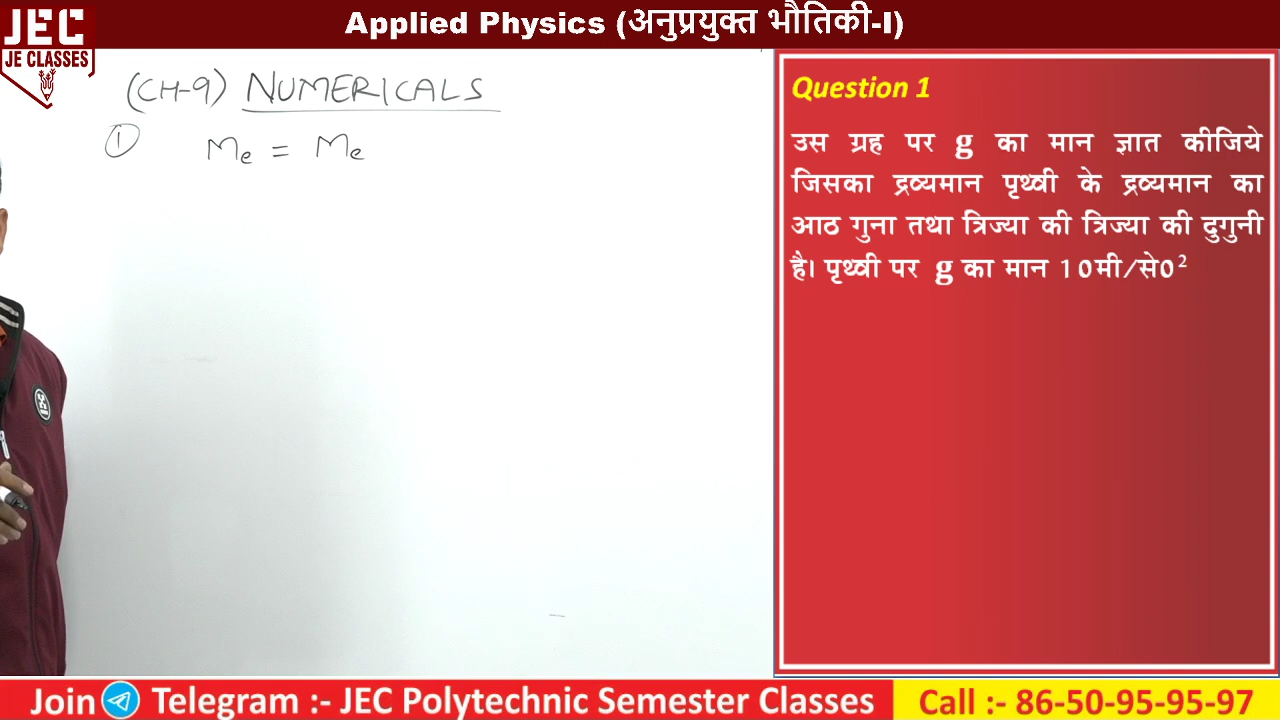 JEC
JE CLASSES
Applied Physics (अनुप्रयुक्त भौतिकी-I)
(CH-9) NUMERICALS
① Me = Me
Question 1
उस ग्रह पर g का मान ज्ञात कीजिये
जिसका द्रव्यमान पृथ्वी के द्रव्यमान का
आठ गुना तथा त्रिज्या की त्रिज्या की दुगुनी
है। पृथ्वी पर g का मान 10मी/से0²
Join Telegram :- JEC Polytechnic Semester Classes
Call :- 86-50-95-95-97